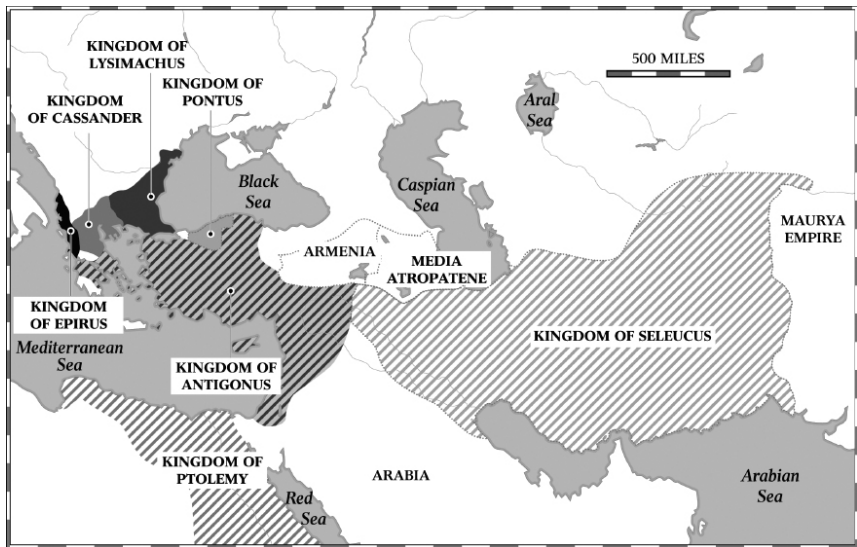 KINGDOM OF
LYSIMACHUS
KINGDOM OF
PONTUS
KINGDOM
OF CASSANDER
500 MILES
Aral
Sea
Black
Sea
Caspian
Sea
MAURYA
EMPIRE
ARMENIA
MEDIA
ATROPATENE
KINGDOM
OF EPIRUS
KINGDOM OF SELEUCUS
Mediterranean
Sea
KINGDOM OF
ANTIGONUS
KINGDOM OF
PTOLEMY
ARABIA
Red
Sea
Arabian
Sea